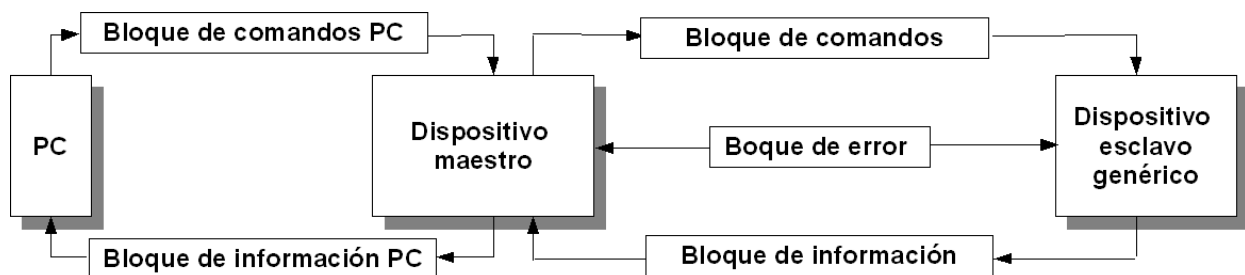 Bloque de comandos PC
Bloque de comandos
PC
Dispositivo
maestro
Boque de error
Dispositivo
esclavo
genérico
Bloque de información PC
Bloque de información